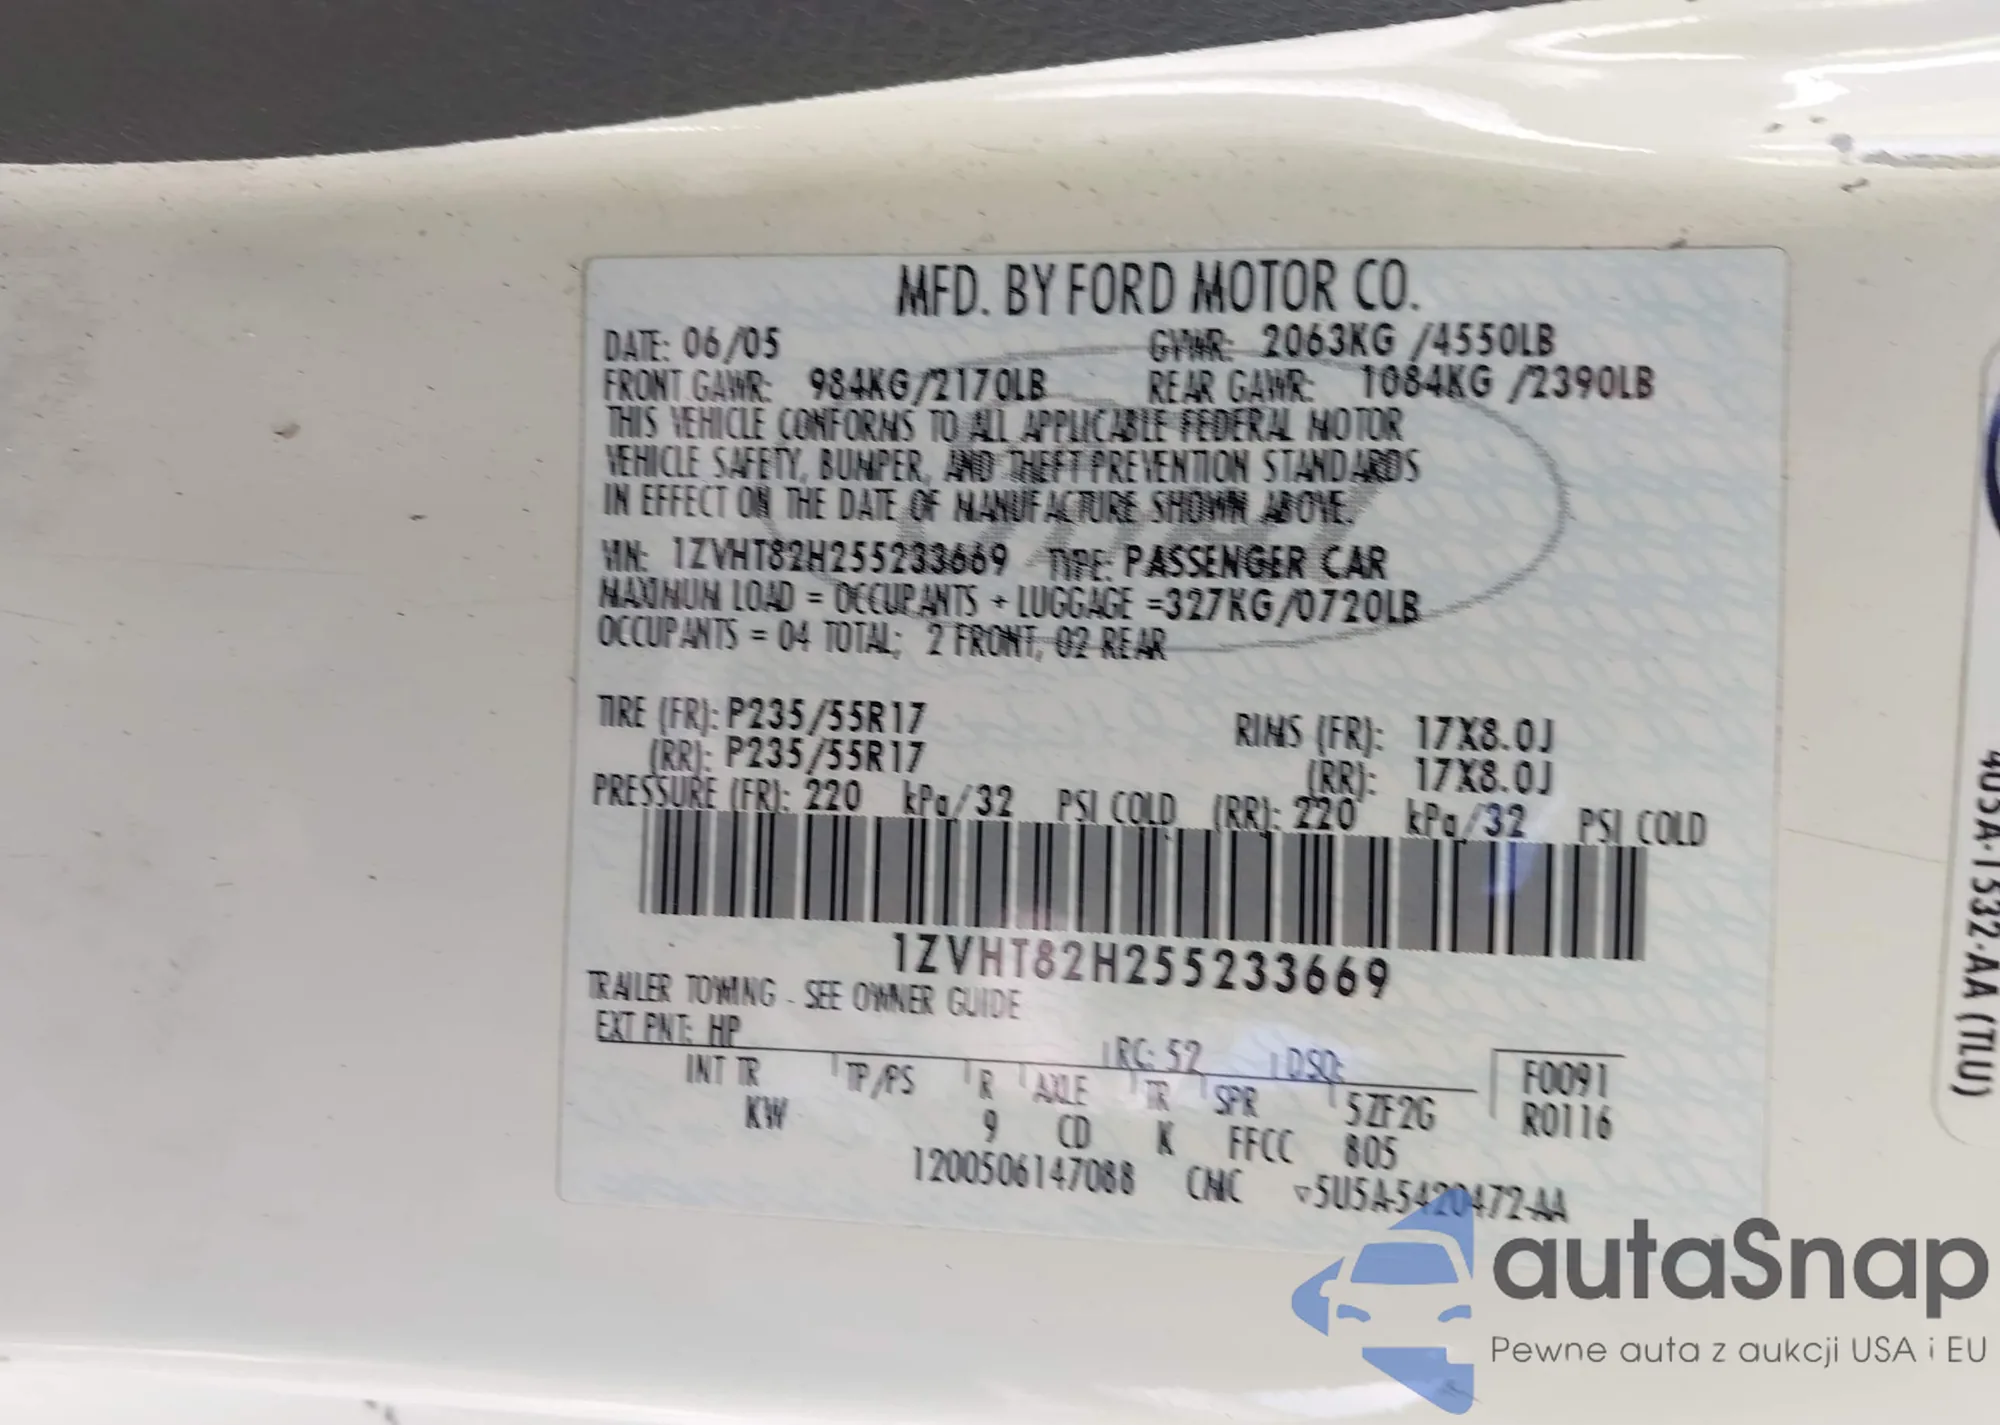 MFD. BY FORD MOTOR CO.
DATE: 06/05 GVWR: 2063KG /4550LB
FRONT GAWR: 984KG/2170LB REAR GAWR: 1084KG /2390LB
THIS VEHICLE CONFORMS TO ALL APPLICABLE FEDERAL MOTOR
VEHICLE SAFETY, BUMPER, AND THEFT PREVENTION STANDARDS
IN EFFECT ON THE DATE OF MANUFACTURE SHOWN ABOVE.
VIN: 1ZVHT82H255233669 TYPE: PASSENGER CAR
MAXIMUM LOAD = OCCUPANTS + LUGGAGE =327KG/0720LB
OCCUPANTS = 04 TOTAL; 2 FRONT, 02 REAR
TIRE (FR): P235/55R17 RIMS (FR): 17X8.0J
(RR): P235/55R17 (RR): 17X8.0J
PRESSURE (FR): 220 kPa/32 PSI COLD (RR): 220 kPa/32 PSI COLD
1ZVHT82H255233669
TRAILER TOWING - SEE OWNER GUIDE
EXT PNT: HP RC: 52 DSO: F0091
INT TR TP/PS R AXLE TR SPR 5ZF2G R0116
KW 9 CD K FFCC 805
1200506147088 CMC ▿5U5A-5420472-AA
405A-1532-AA (TLU)
autaSnap
Pewne auta z aukcji USA i EU